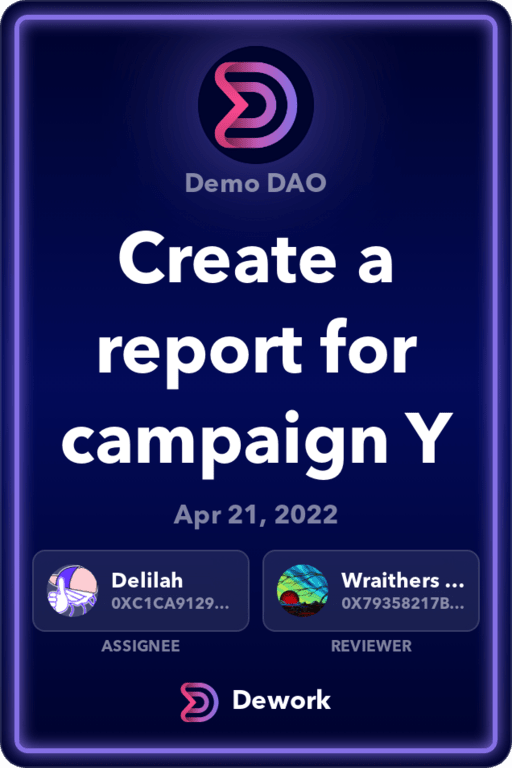 Demo DAO
Create a
report for
campaign Y
Apr 21, 2022
Delilah
0XC1CA9129...
ASSIGNEE
Wraithers ...
0X79358217B...
REVIEWER
Dework